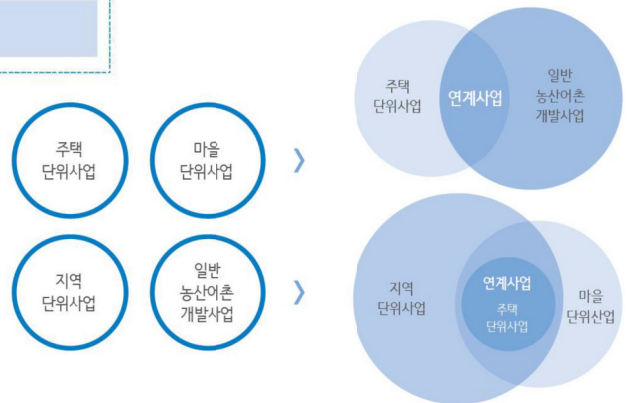 주택
단위사업
마을
단위사업
지역
단위사업
일반
농산어촌
개발사업
주택
단위사업
연계사업
일반
농산어촌
개발사업
지역
단위사업
연계사업
주택
단위사업
마을
단위산업